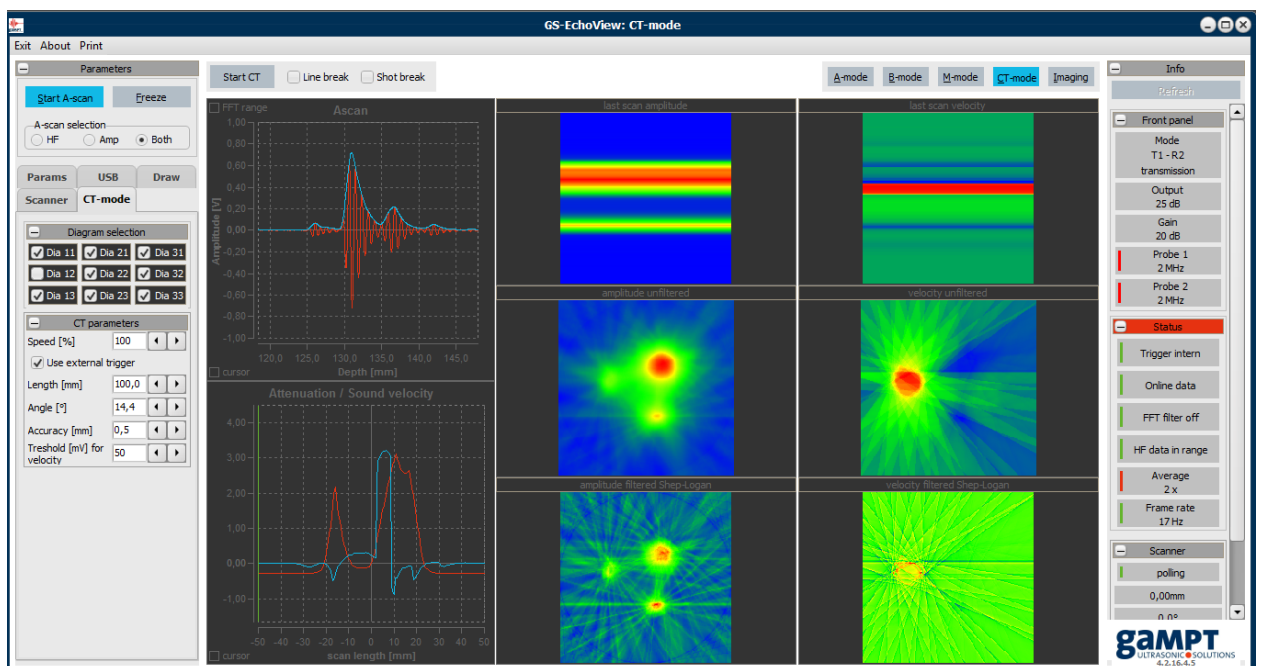 GS-EchoView: CT-mode
Exit About Print
Parameters
Start A-scan Freeze
A-scan selection
HF Amp Both
Params USB Draw
Scanner CT-mode
Diagram selection
Dia 11 Dia 21 Dia 31
Dia 12 Dia 22 Dia 32
Dia 13 Dia 23 Dia 33
CT parameters
Speed [%] 100
Use external trigger
Length [mm] 100,0
Angle [°] 14,4
Accuracy [mm] 0,5
Treshold [mV] for
velocity
50
Start CT Line break Shot break
A-mode B-mode M-mode CT-mode Imaging
FFT range
Ascan
1,00
0,80
0,60
0,40
0,20
0,00
-0,20
-0,40
-0,60
-0,80
-1,00
Amplitude [V]
120,0 125,0 130,0 135,0 140,0 145,0
cursor
Depth [mm]
Attenuation / Sound velocity
4,00
3,00
2,00
1,00
0,00
-1,00
-50 -40 -30 -20 -10 0 10 20 30 40 50
cursor
scan length [mm]
last scan amplitude
last scan velocity
amplitude unfiltered
velocity unfiltered
amplitude filtered Shep-Logan
velocity filtered Shep-Logan
Info
Refresh
Front panel
Mode
T1 - R2
transmission
Output
25 dB
Gain
20 dB
Probe 1
2 MHz
Probe 2
2 MHz
Status
Trigger intern
Online data
FFT filter off
HF data in range
Average
2 x
Frame rate
17 Hz
Scanner
polling
0,00mm
0,0°
gaMPT
ULTRASONIC SOLUTIONS
4.2.16.4.5